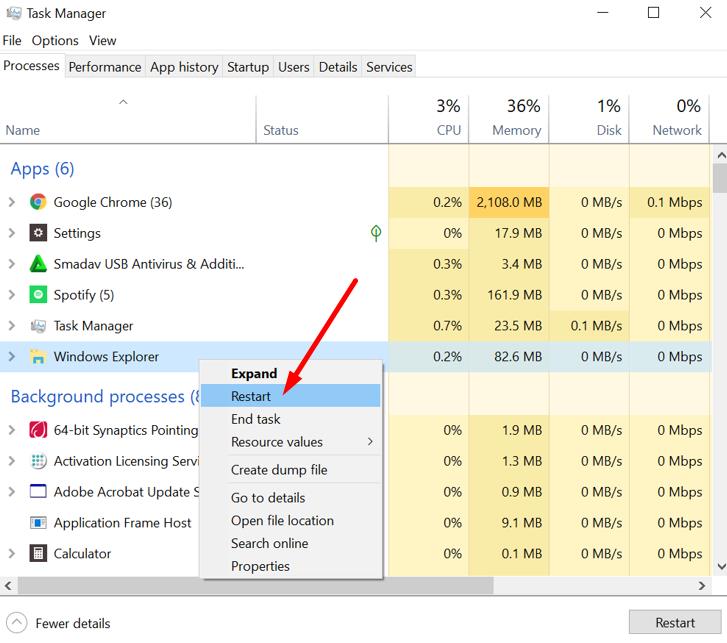 Task Manager
File Options View
Processes Performance App history Startup Users Details Services
3% 36% 1% 0%
Name Status CPU Memory Disk Network
Apps (6)
Google Chrome (36) 0.2% 2,108.0 MB 0 MB/s 0.1 Mbps
Settings 0% 17.9 MB 0 MB/s 0 Mbps
Smadav USB Antivirus & Additi... 0.3% 3.4 MB 0 MB/s 0 Mbps
Spotify (5) 0.3% 161.9 MB 0 MB/s 0 Mbps
Task Manager 0.7% 23.5 MB 0.1 MB/s 0 Mbps
Windows Explorer 0.2% 82.6 MB 0 MB/s 0 Mbps
Expand
Restart
End task
Resource values
Create dump file
Go to details
Open file location
Search online
Properties
Background processes (
64-bit Synaptics Pointing 0% 1.9 MB 0 MB/s 0 Mbps
Activation Licensing Servi 0% 1.3 MB 0 MB/s 0 Mbps
Adobe Acrobat Update S 0% 0.9 MB 0 MB/s 0 Mbps
Application Frame Host 0% 9.1 MB 0 MB/s 0 Mbps
Calculator 0% 0.1 MB 0 MB/s 0 Mbps
Fewer details Restart